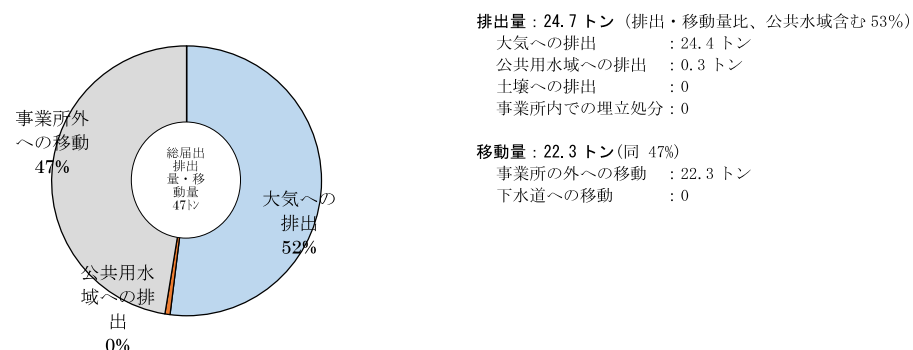 事業所外
への移動
47%
総届出
排出
量・移
動量
47トン
大気への
排出
52%
公共用水
域への排
出
0%
排出量：24.7 トン（排出・移動量比、公共水域含む 53%）
大気への排出　　　　：24.4 トン
公共用水域への排出　：0.3 トン
土壌への排出　　　　：0
事業所内での埋立処分：0
移動量：22.3 トン(同 47%)
事業所の外への移動　：22.3 トン
下水道への移動　　　：0